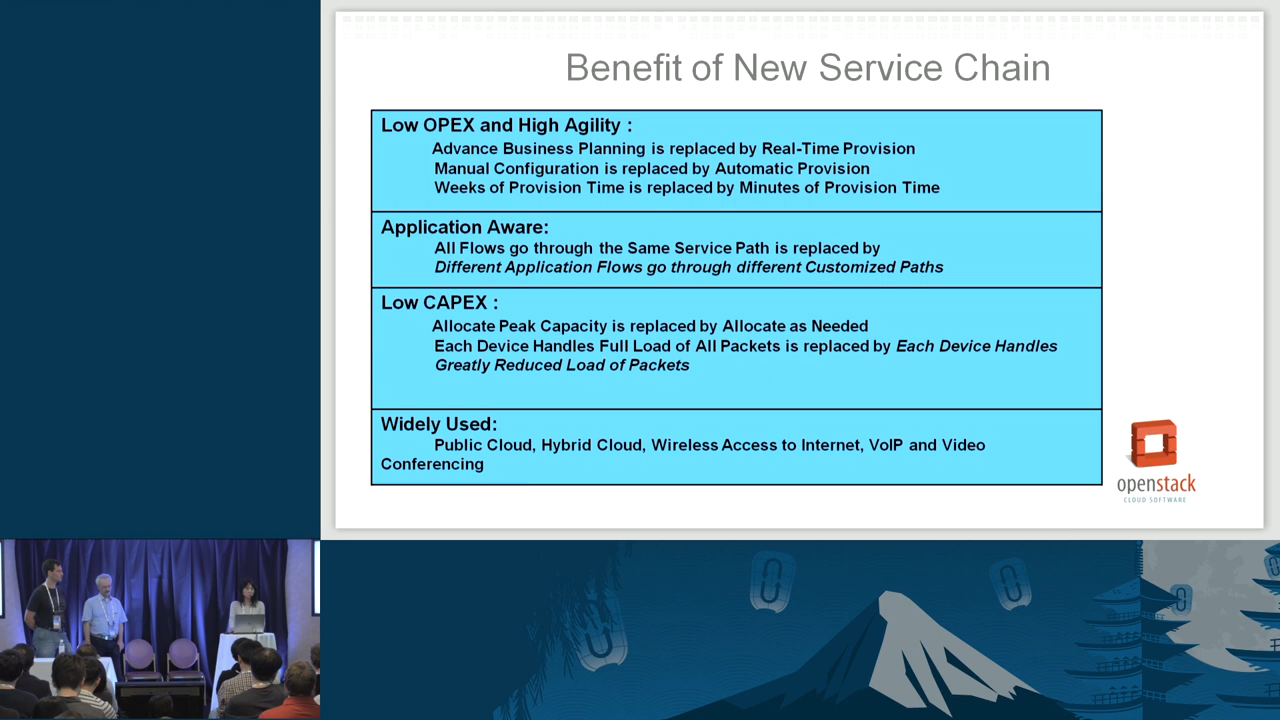 Benefit of New Service Chain
Low OPEX and High Agility :
Advance Business Planning is replaced by Real-Time Provision
Manual Configuration is replaced by Automatic Provision
Weeks of Provision Time is replaced by Minutes of Provision Time
Application Aware:
All Flows go through the Same Service Path is replaced by
Different Application Flows go through different Customized Paths
Low CAPEX :
Allocate Peak Capacity is replaced by Allocate as Needed
Each Device Handles Full Load of All Packets is replaced by Each Device Handles
Greatly Reduced Load of Packets
Widely Used:
Public Cloud, Hybrid Cloud, Wireless Access to Internet, VoIP and Video
Conferencing
openstack
CLOUD SOFTWARE